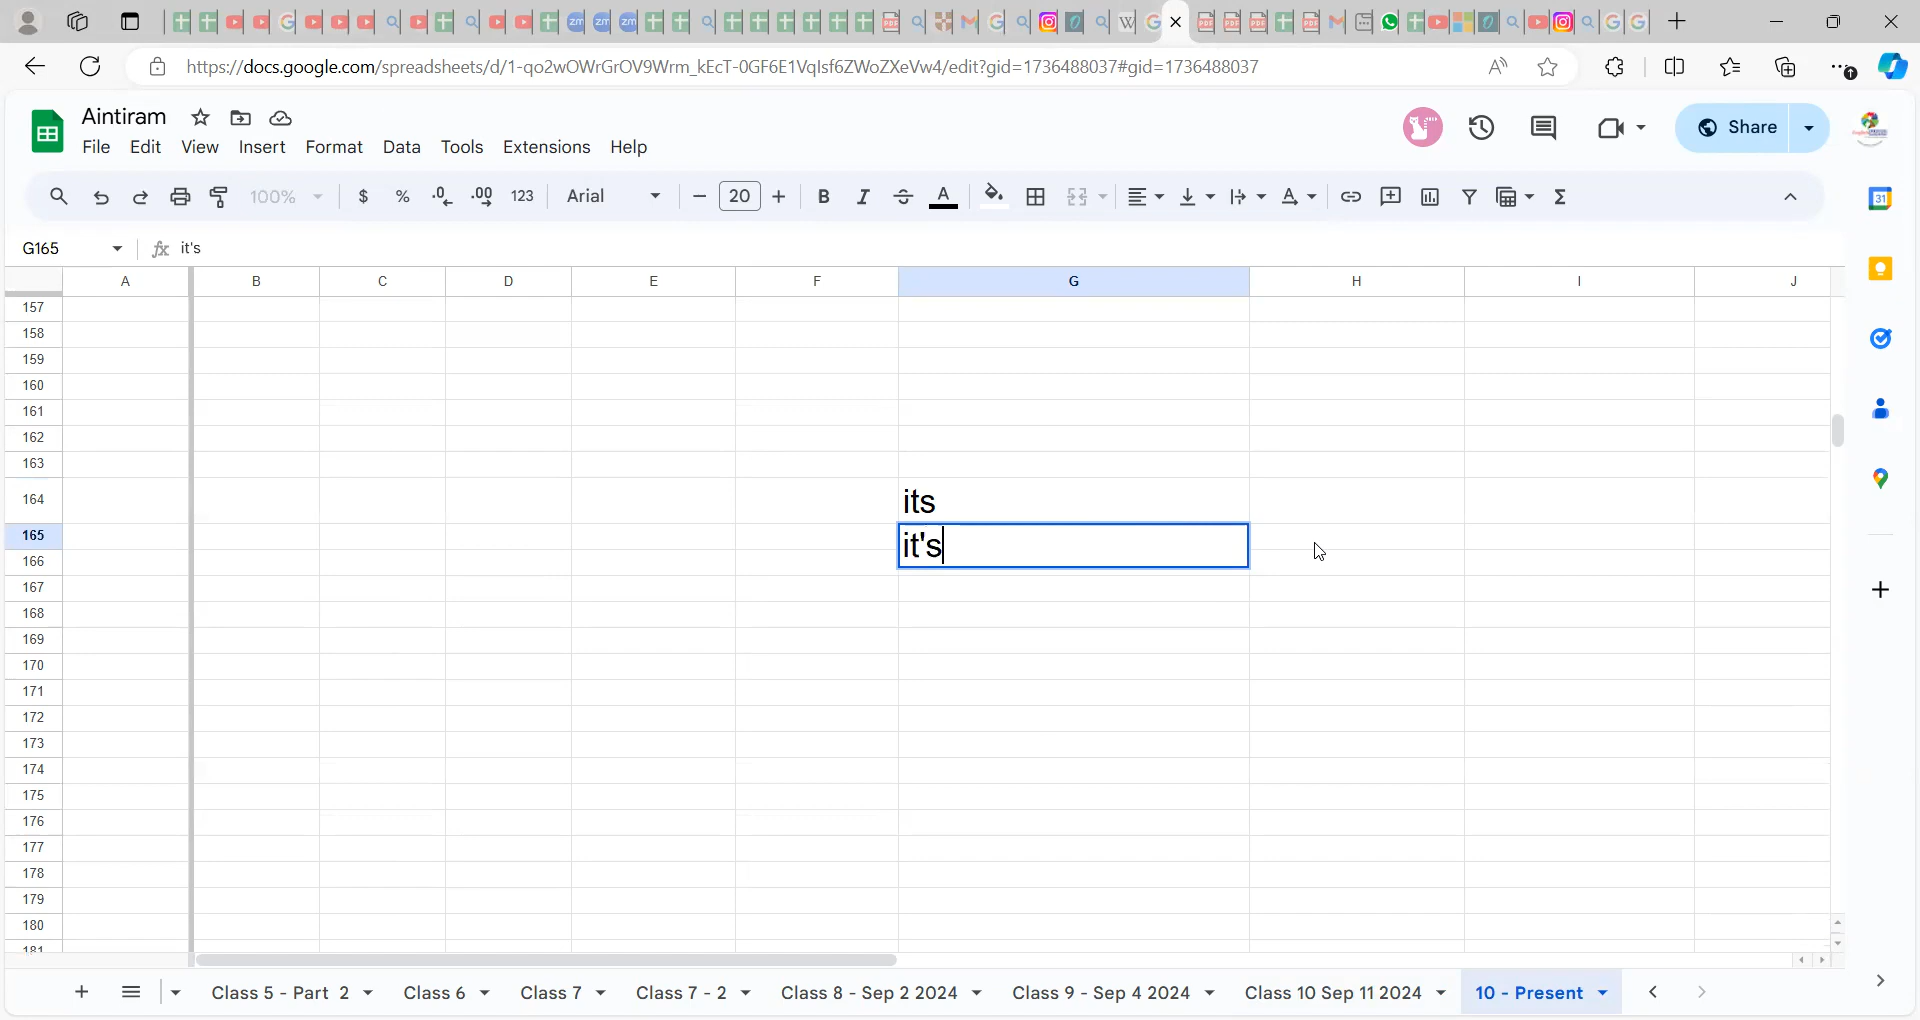 https://docs.google.com/spreadsheets/d/1-qo2wOWrGrOV9Wrm_kEcT-0GF6E1VqIsf6ZWoZXeVw4/edit?gid=1736488037#gid=1736488037
Aintiram
File Edit View Insert Format Data Tools Extensions Help
Share
100% $ % .0 .00 123 Arial 20 B I A
G165 fx it's
A B C D E F G H I J
157
158
159
160
161
162
163
164 its
165 it's
166
167
168
169
170
171
172
173
174
175
176
177
178
179
180
181
Class 5 - Part 2 Class 6 Class 7 Class 7 - 2 Class 8 - Sep 2 2024 Class 9 - Sep 4 2024 Class 10 Sep 11 2024 10 - Present